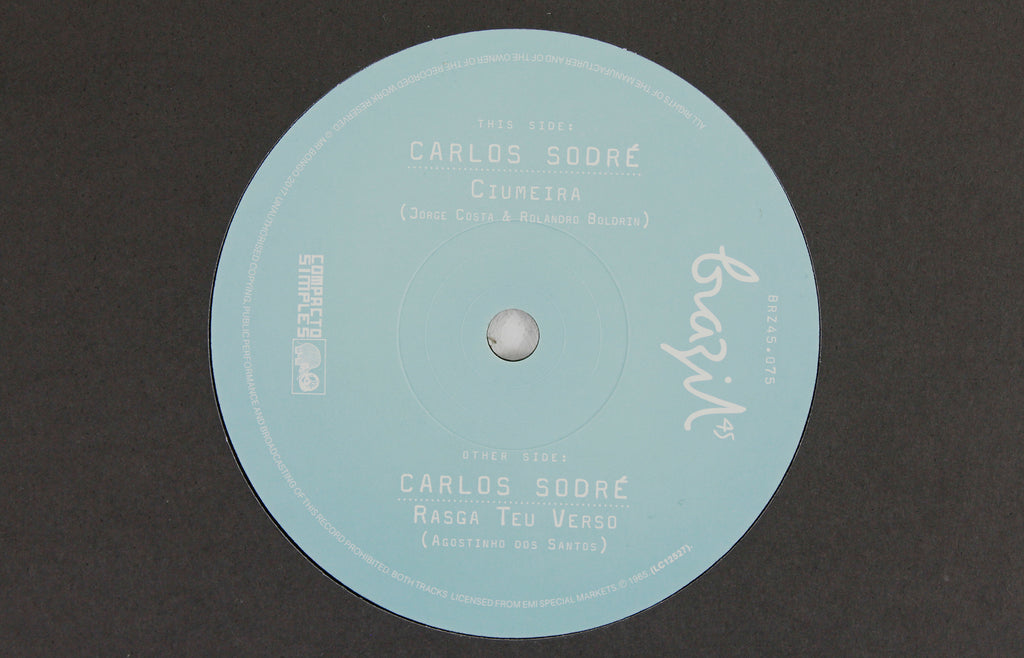 THIS SIDE:
CARLOS SODRÉ
CIUMEIRA
(JORGE COSTA & ROLANDRO BOLDRIN)
COMPACTO
SIMPLES
brazil 45
BRZ45.075
OTHER SIDE:
CARLOS SODRÉ
RASGA TEU VERSO
(AGOSTINHO DOS SANTOS)
ALL RIGHTS OF THE MANUFACTURER AND OF THE OWNER OF THE RECORDED WORK RESERVED © MR BONGO 2017. UNAUTHORISED COPYING, PUBLIC PERFORMANCE AND BROADCASTING OF THIS RECORD PROHIBITED. BOTH TRACKS LICENSED FROM EMI SPECIAL MARKETS. © 1965. (LC12527).